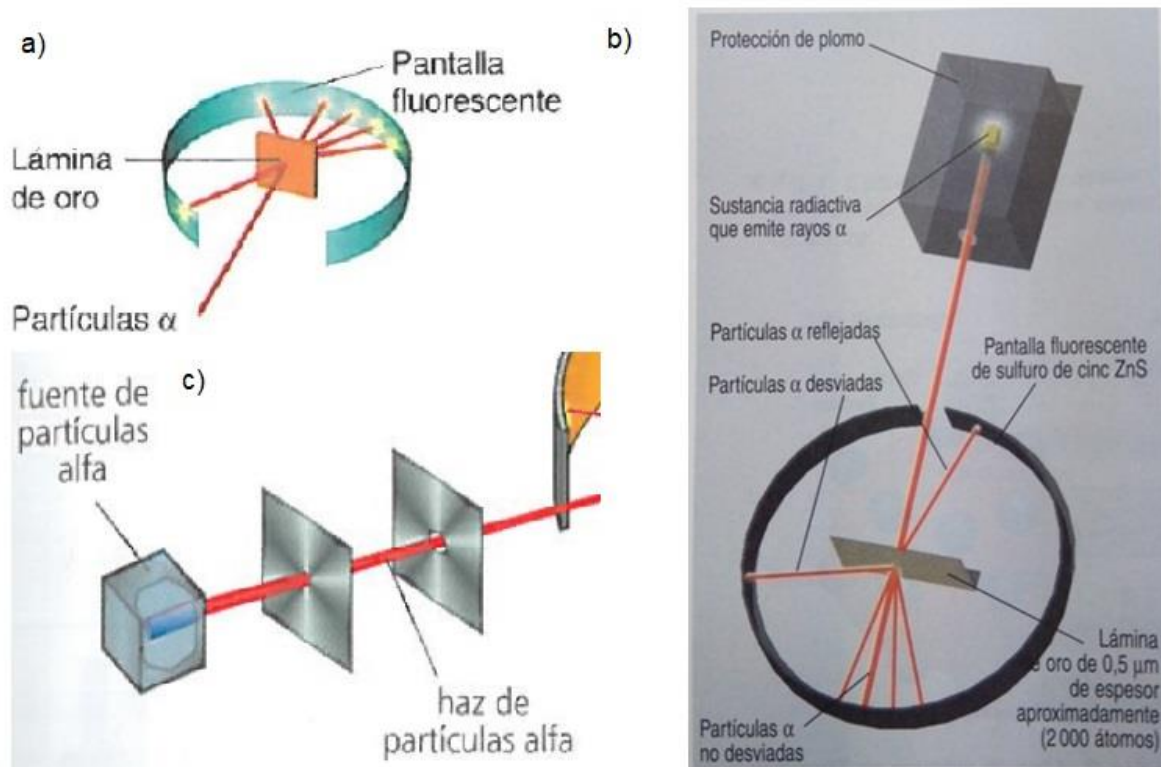 a)
Pantalla
fluorescente
Lámina
de oro
Partículas α
b)
Protección de plomo
Sustancia radiactiva
que emite rayos α
Partículas α reflejadas
Partículas α desviadas
Pantalla fluorescente
de sulfuro de cinc ZnS
Lámina
e oro de 0,5 μm
de espesor
aproximadamente
(2 000 átomos)
Partículas α
no desviadas
c)
fuente de
partículas
alfa
haz de
partículas alfa